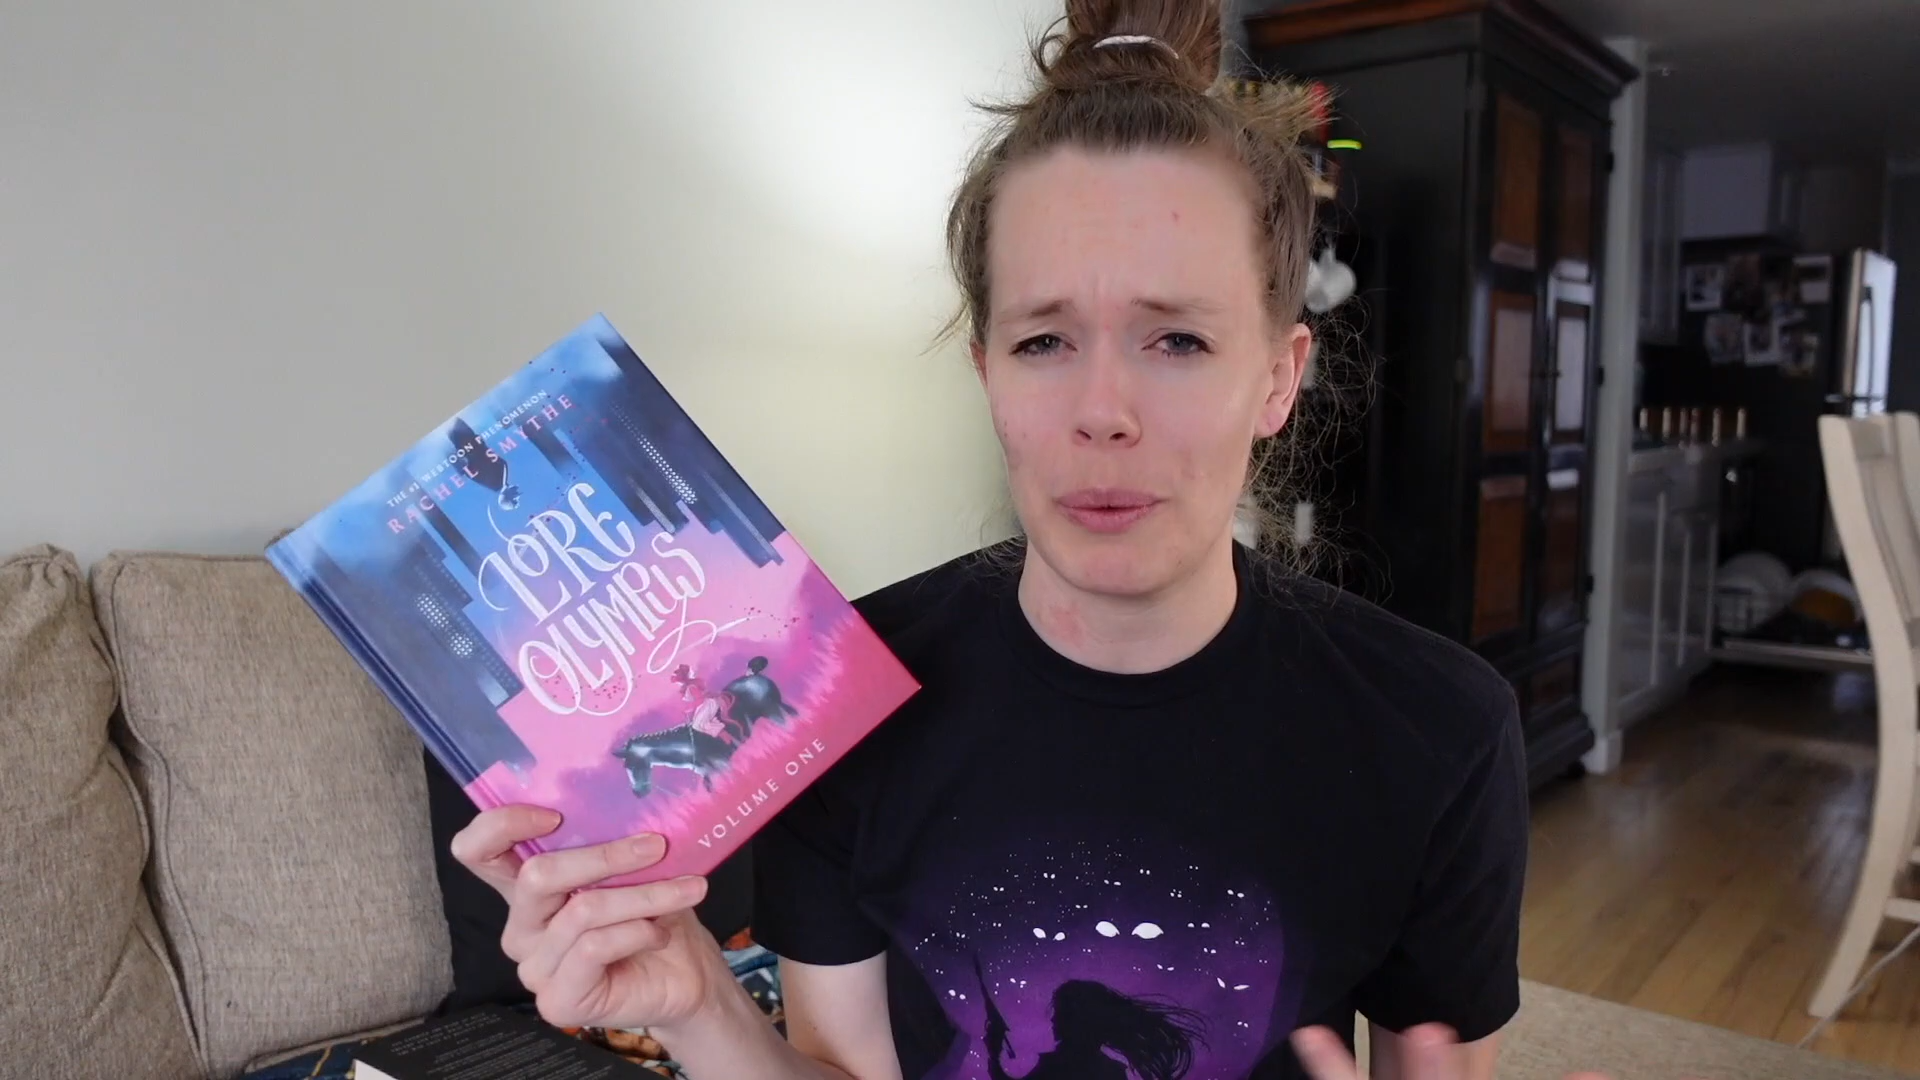 THE #1 WEBTOON PHENOMENON
RACHEL SMYTHE
LORE
OLYMPUS
VOLUME ONE